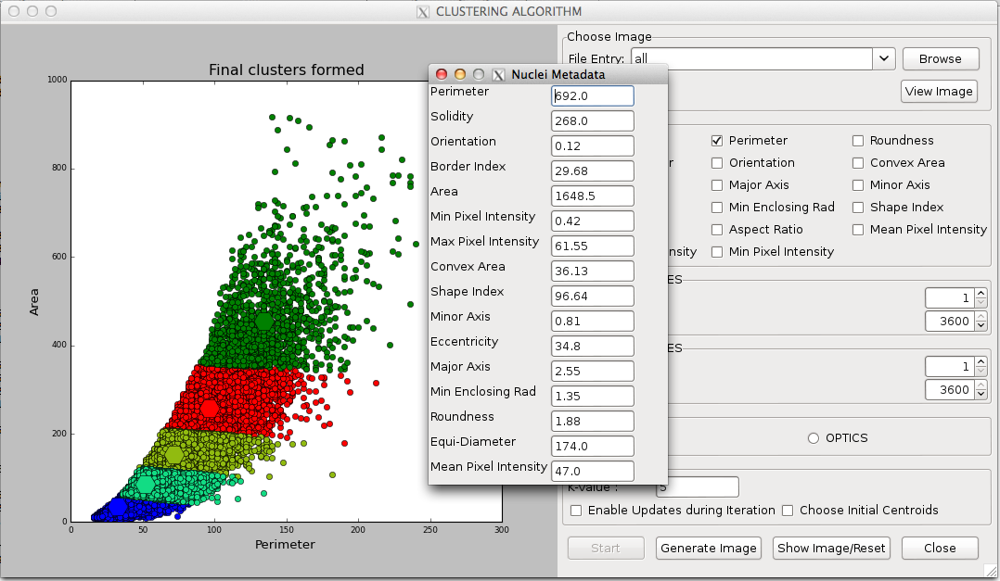 CLUSTERING ALGORITHM
Final clusters formed
1000
800
600
400
200
0
Area
0 50 100 150 200 250 300
Perimeter
Nuclei Metadata
Perimeter 692.0
Solidity 268.0
Orientation 0.12
Border Index 29.68
Area 1648.5
Min Pixel Intensity 0.42
Max Pixel Intensity 61.55
Convex Area 36.13
Shape Index 96.64
Minor Axis 0.81
Eccentricity 34.8
Major Axis 2.55
Min Enclosing Rad 1.35
Roundness 1.88
Equi-Diameter 174.0
Mean Pixel Intensity 47.0
Choose Image
File Entry: all Browse
View Image
Perimeter Roundness
r Orientation Convex Area
Major Axis Minor Axis
Min Enclosing Rad Shape Index
Aspect Ratio Mean Pixel Intensity
nsity Min Pixel Intensity
ES
1
3600
ES
1
3600
OPTICS
K-value : 5
Enable Updates during Iteration Choose Initial Centroids
Start Generate Image Show Image/Reset Close